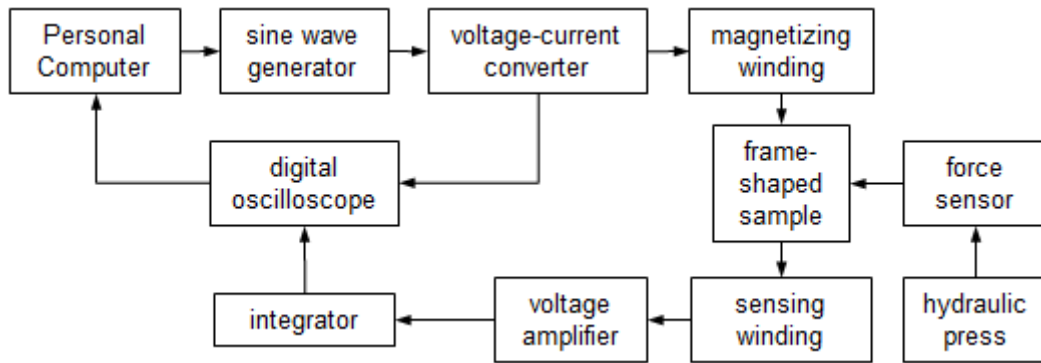 Personal
Computer
sine wave
generator
voltage-current
converter
magnetizing
winding
digital
oscilloscope
frame-
shaped
sample
force
sensor
integrator
voltage
amplifier
sensing
winding
hydraulic
press